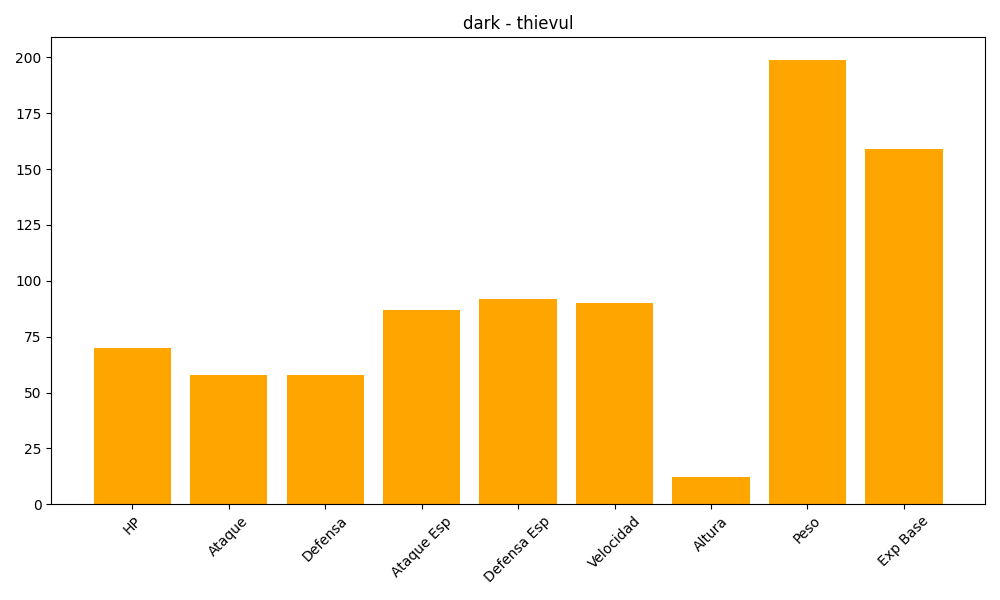 dark - thievul
200
175
150
125
100
75
50
25
0
HP
Ataque
Defensa
Ataque Esp
Defensa Esp
Velocidad
Altura
Peso
Exp Base